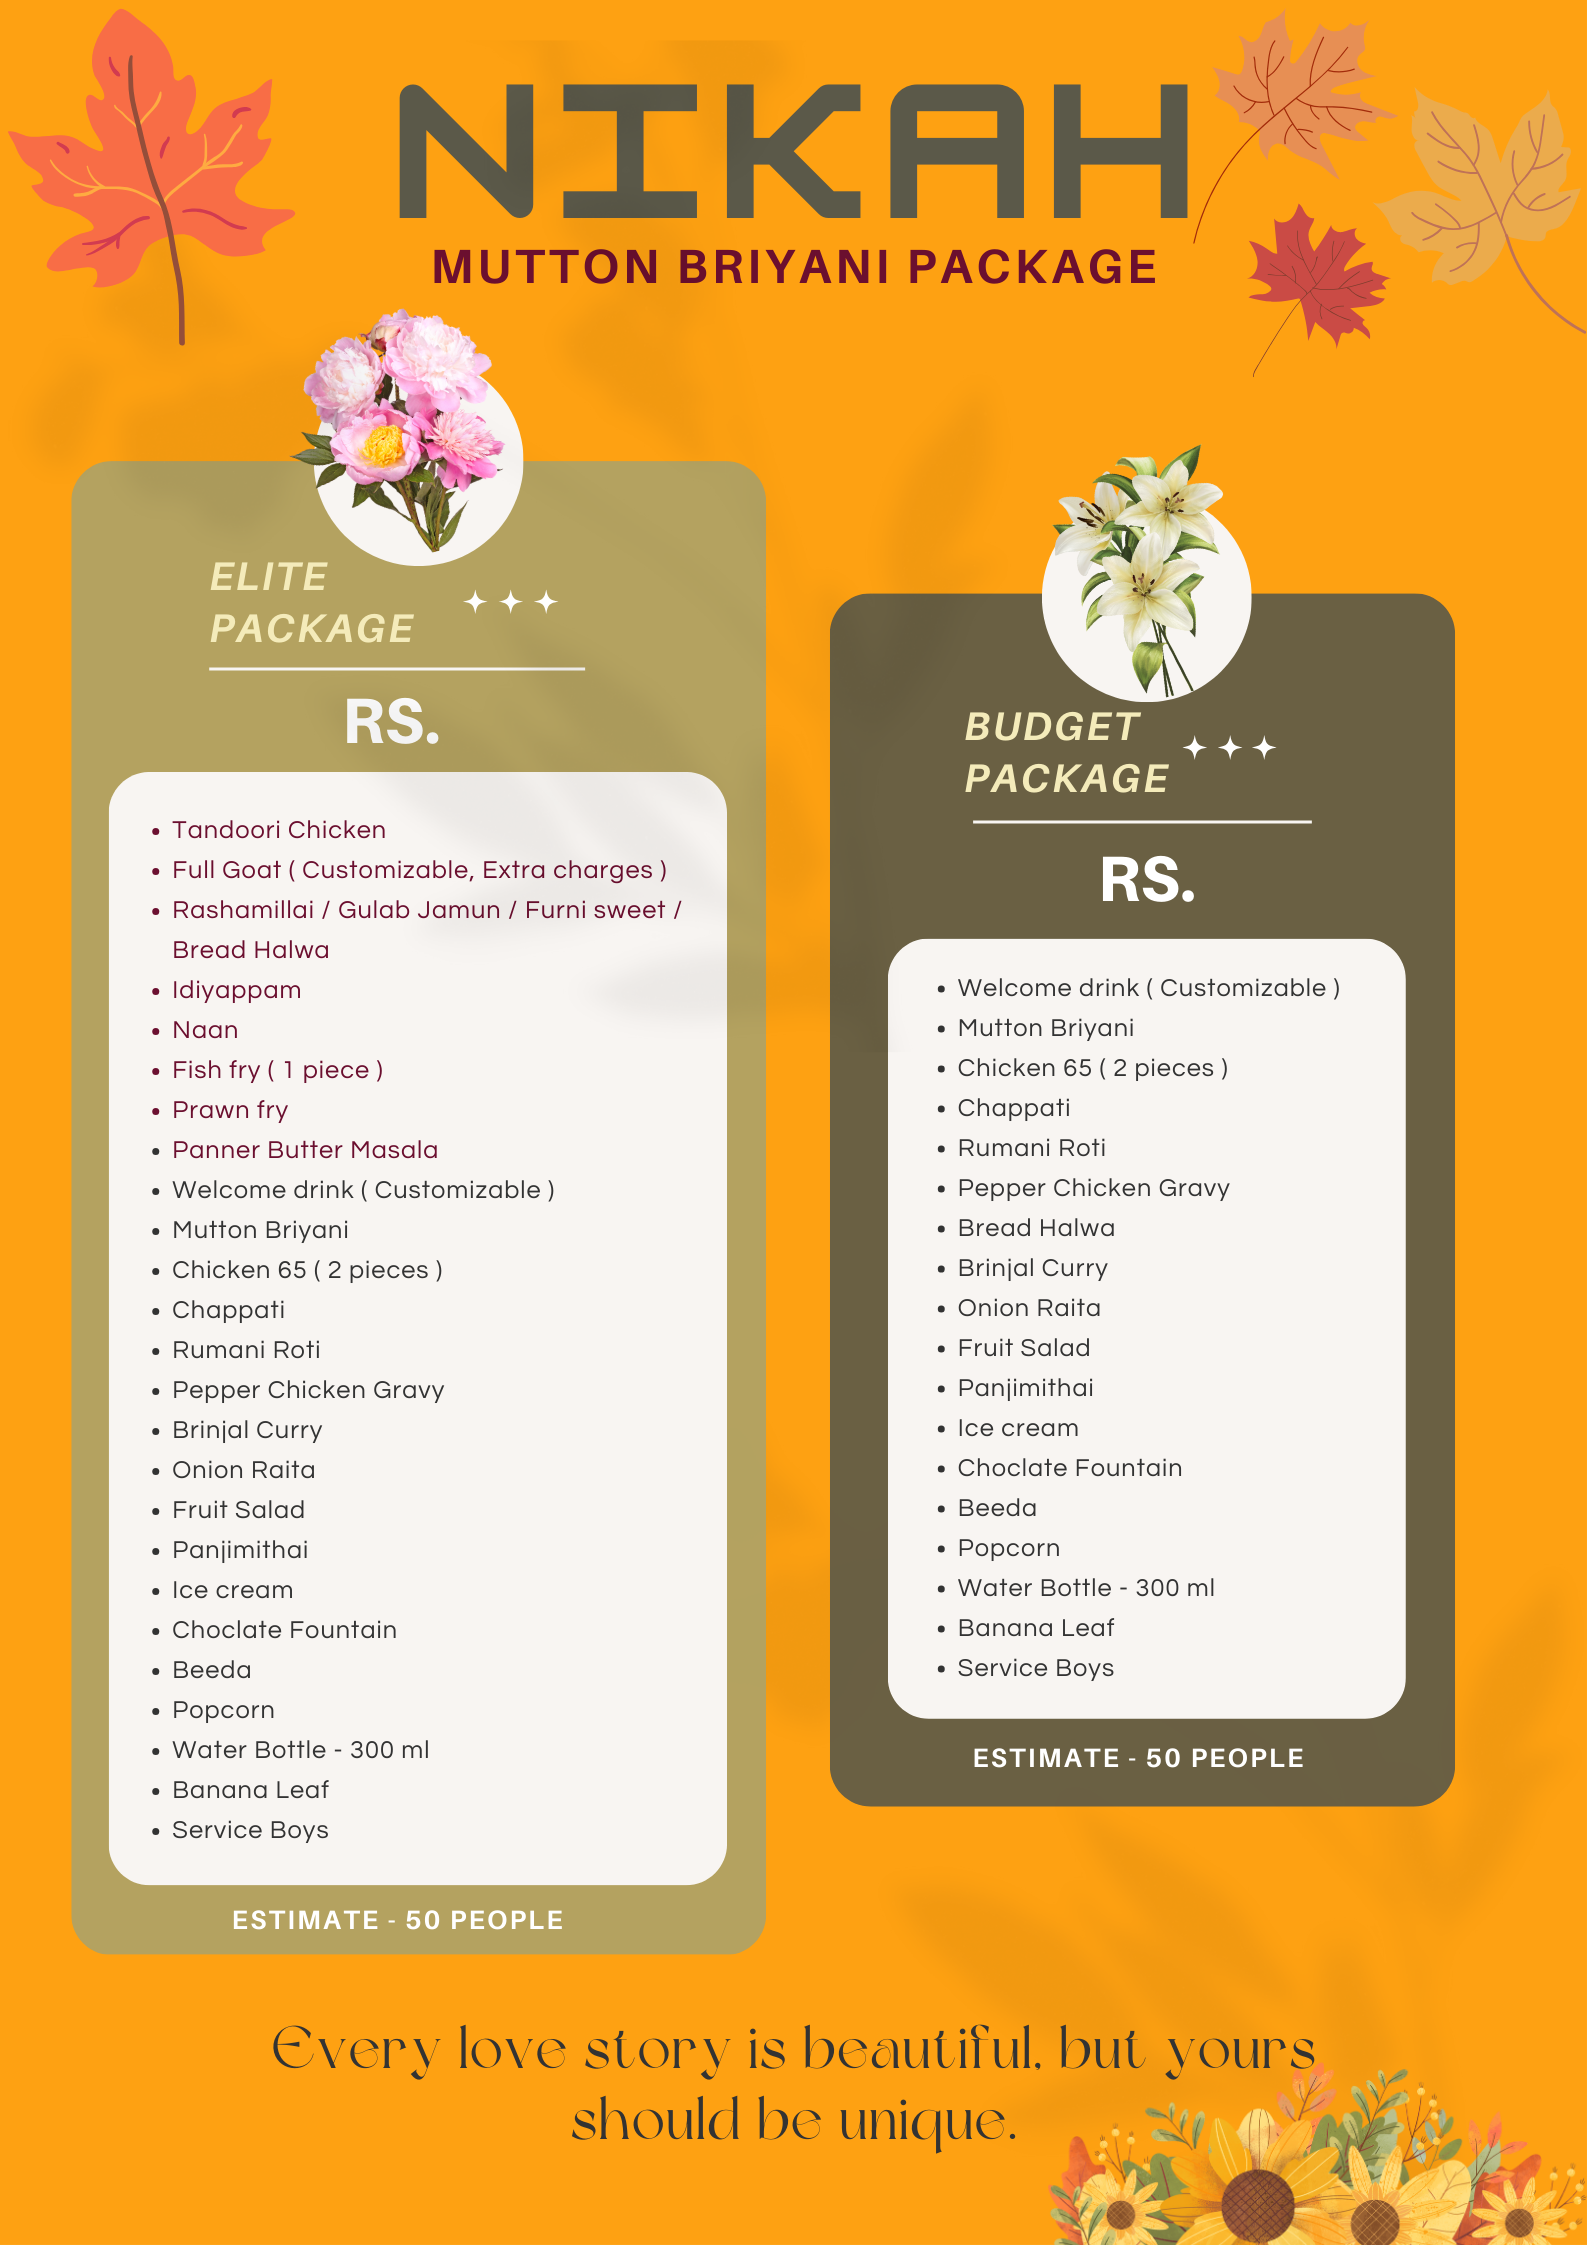 NIKAH
MUTTON BRIYANI PACKAGE
ELITE
PACKAGE
RS.
Tandoori Chicken
Full Goat ( Customizable, Extra charges )
Rashamillai / Gulab Jamun / Furni sweet /
Bread Halwa
Idiyappam
Naan
Fish fry ( 1 piece )
Prawn fry
Panner Butter Masala
Welcome drink ( Customizable )
Mutton Briyani
Chicken 65 ( 2 pieces )
Chappati
Rumani Roti
Pepper Chicken Gravy
Brinjal Curry
Onion Raita
Fruit Salad
Panjimithai
Ice cream
Choclate Fountain
Beeda
Popcorn
Water Bottle - 300 ml
Banana Leaf
Service Boys
ESTIMATE - 50 PEOPLE
BUDGET
PACKAGE
RS.
Welcome drink ( Customizable )
Mutton Briyani
Chicken 65 ( 2 pieces )
Chappati
Rumani Roti
Pepper Chicken Gravy
Bread Halwa
Brinjal Curry
Onion Raita
Fruit Salad
Panjimithai
Ice cream
Choclate Fountain
Beeda
Popcorn
Water Bottle - 300 ml
Banana Leaf
Service Boys
ESTIMATE - 50 PEOPLE
Every love story is beautiful, but yours
should be unique.